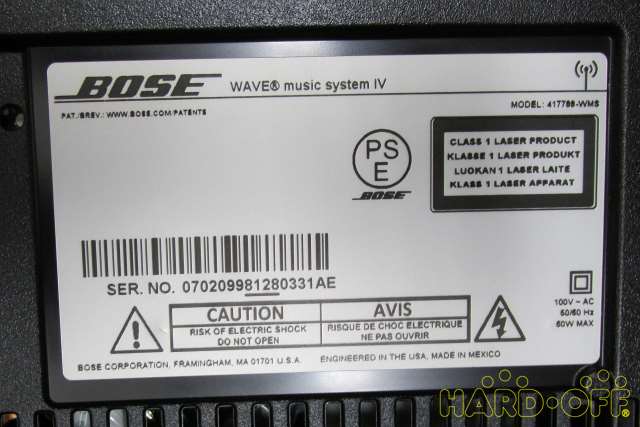 BOSE WAVE® music system IV
PAT./BREV.: WWW.BOSE.COM/PATENTS
MODEL: 417788-WMS
PS
E
BOSE
CLASS 1 LASER PRODUCT
KLASSE 1 LASER PRODUKT
LUOKAN 1 LASER LAITE
KLASS 1 LASER APPARAT
SER. NO. 070209981280331AE
CAUTION
RISK OF ELECTRIC SHOCK
DO NOT OPEN
AVIS
RISQUE DE CHOC ELECTRIQUE
NE PAS OUVRIR
100V ~ AC
50/60 Hz
60W MAX
BOSE CORPORATION, FRAMINGHAM, MA 01701 U.S.A. ENGINEERED IN THE USA, MADE IN MEXICO
HARD-OFF